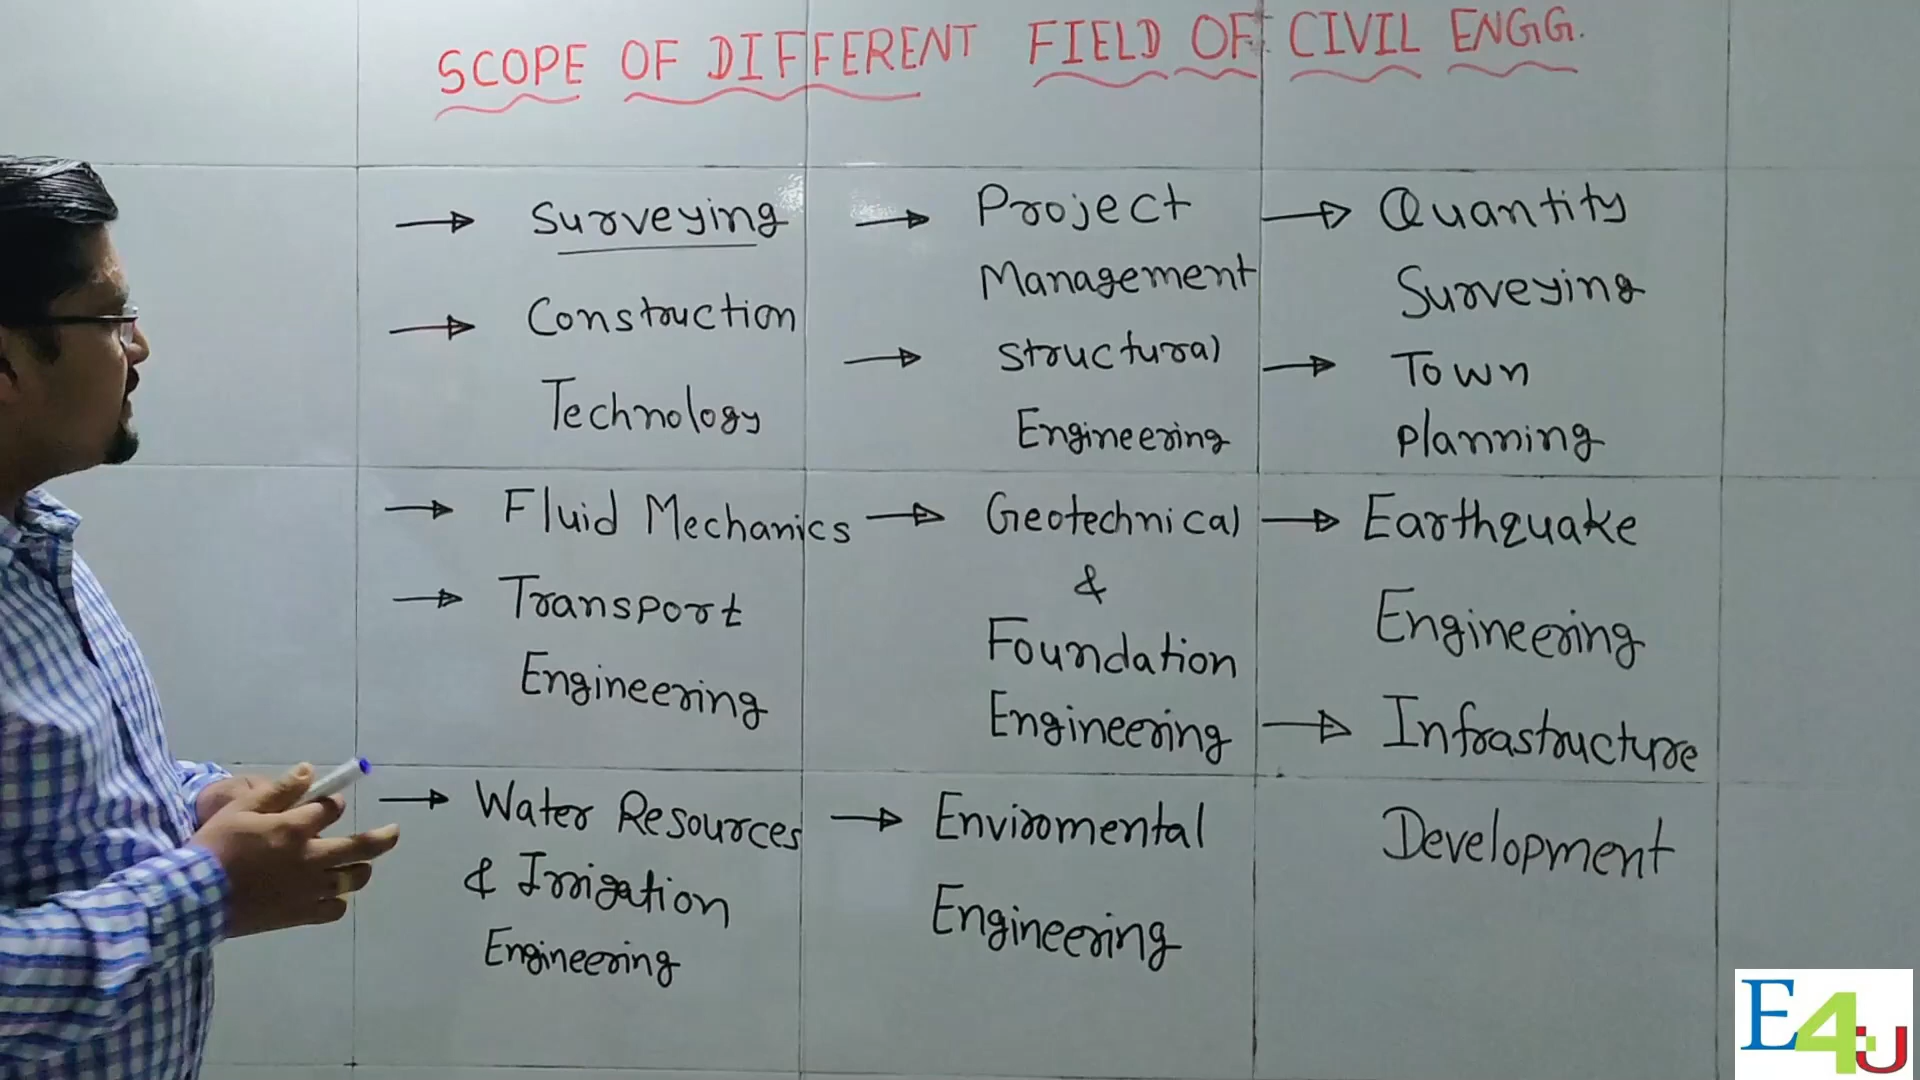 SCOPE OF DIFFERENT FIELD OF CIVIL ENGG.
→ Surveying
→ Construction
Technology
→ Fluid Mechanics
→ Transport
Engineering
→ Water Resources
& Irrigation
Engineering
→ Project
Management
→ Structural
Engineering
→ Geotechnical
&
Foundation
Engineering
→ Enviromental
Engineering
→ Quantity
Surveying
→ Town
Planning
→ Earthquake
Engineering
→ Infrastructure
Development
E4U